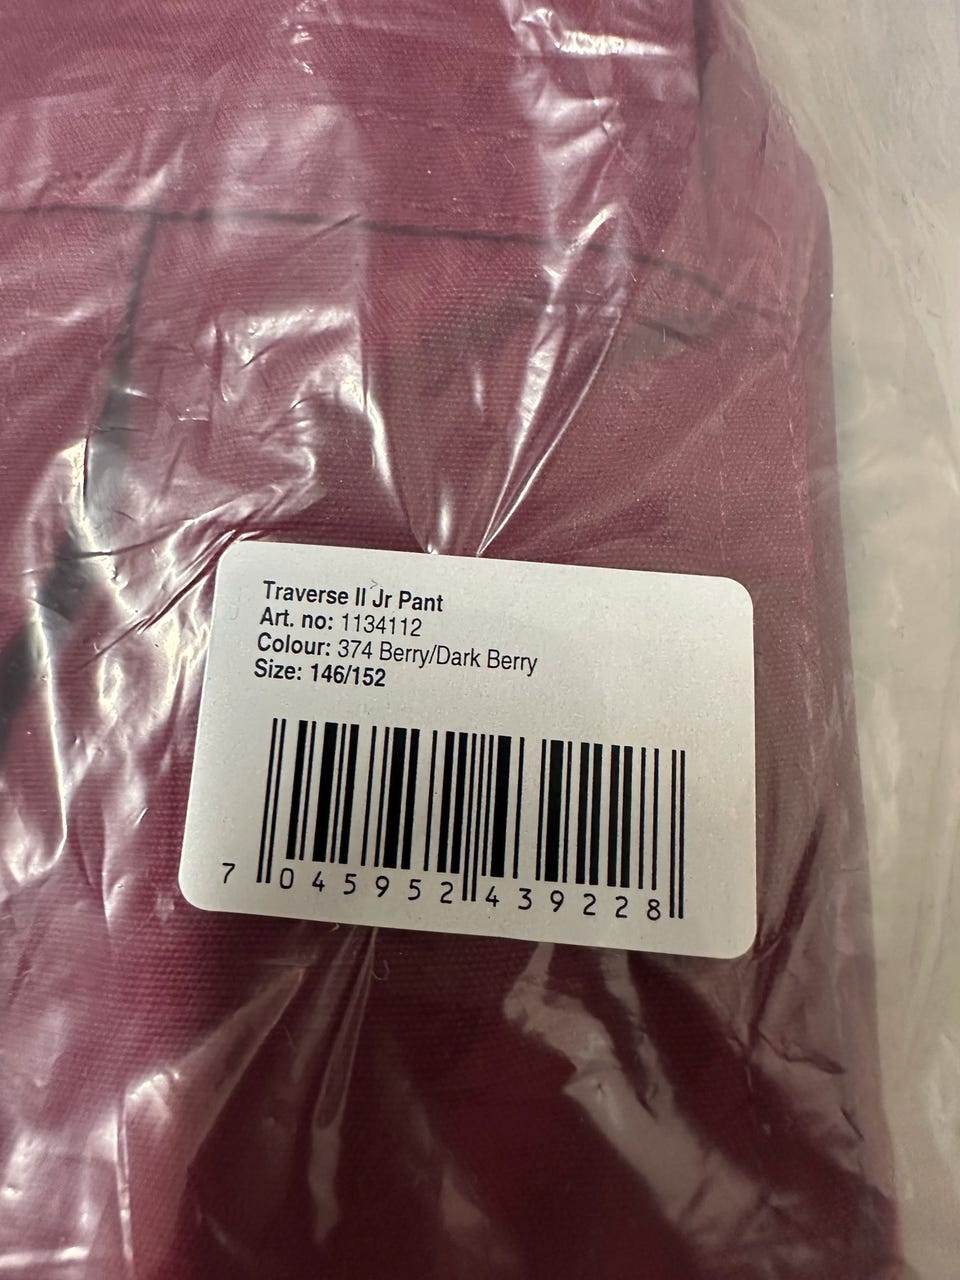 Traverse II Jr Pant
Art. no: 1134112
Colour: 374 Berry/Dark Berry
Size: 146/152
7 045952 439228